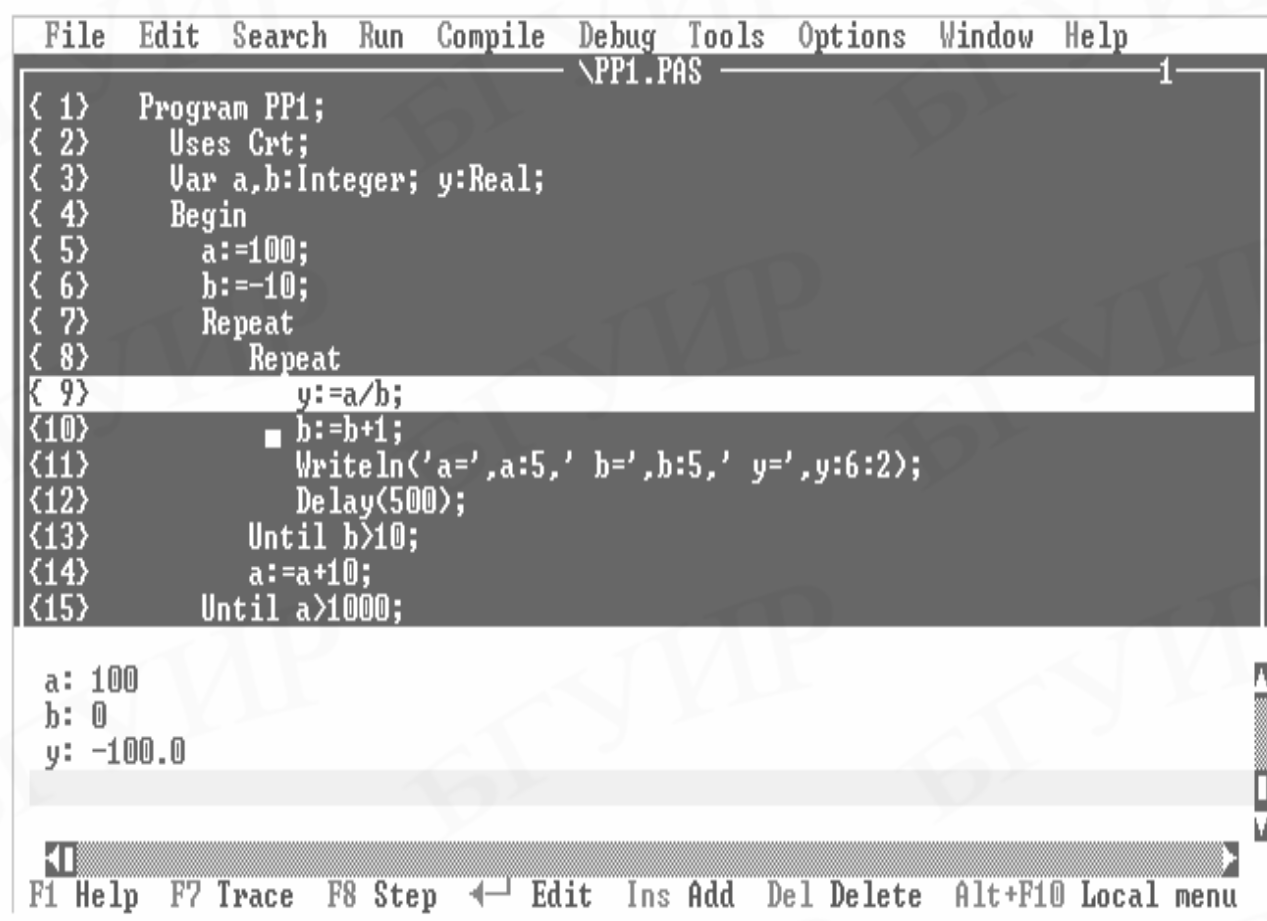 File Edit Search Run Compile Debug Tools Options Window Help
\PP1.PAS 1
{ 1} Program PP1;
{ 2} Uses Crt;
{ 3} Var a,b:Integer; y:Real;
{ 4} Begin
{ 5} a:=100;
{ 6} b:=-10;
{ 7} Repeat
{ 8} Repeat
{ 9} y:=a/b;
{10} b:=b+1;
{11} Writeln('a=',a:5,' b=',b:5,' y=',y:6:2);
{12} Delay(500);
{13} Until b>10;
{14} a:=a+10;
{15} Until a>1000;
a: 100
b: 0
y: -100.0
F1 Help F7 Trace F8 Step ←┘ Edit Ins Add Del Delete Alt+F10 Local menu
БГУИР